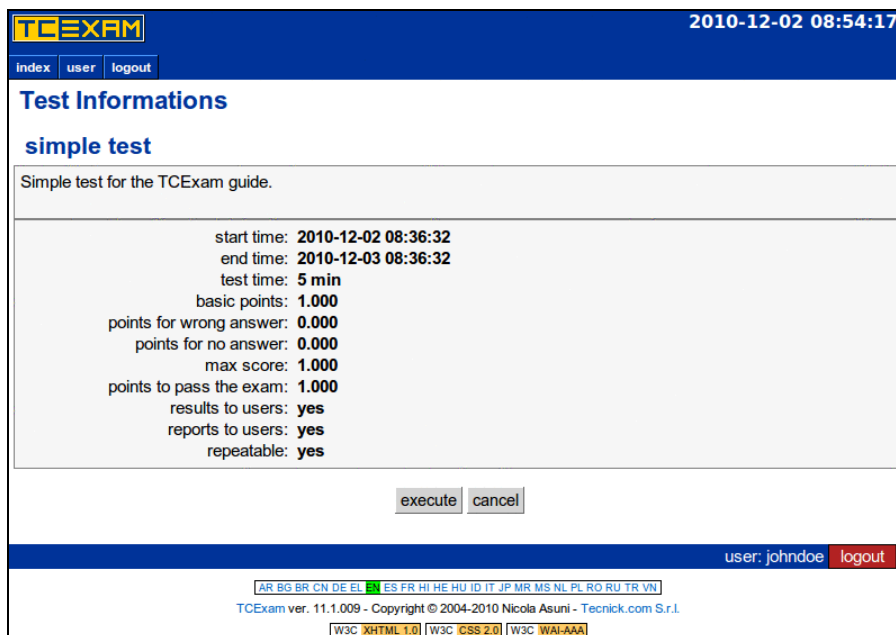 TCEXAM 2010-12-02 08:54:17
index user logout
Test Informations
simple test
Simple test for the TCExam guide.
start time: 2010-12-02 08:36:32
end time: 2010-12-03 08:36:32
test time: 5 min
basic points: 1.000
points for wrong answer: 0.000
points for no answer: 0.000
max score: 1.000
points to pass the exam: 1.000
results to users: yes
reports to users: yes
repeatable: yes
execute cancel
user: johndoe logout
AR BG BR CN DE EL EN ES FR HI HE HU ID IT JP MR MS NL PL RO RU TR VN
TCExam ver. 11.1.009 - Copyright © 2004-2010 Nicola Asuni - Tecnick.com S.r.l.
W3C XHTML 1.0 W3C CSS 2.0 W3C WAI-AAA